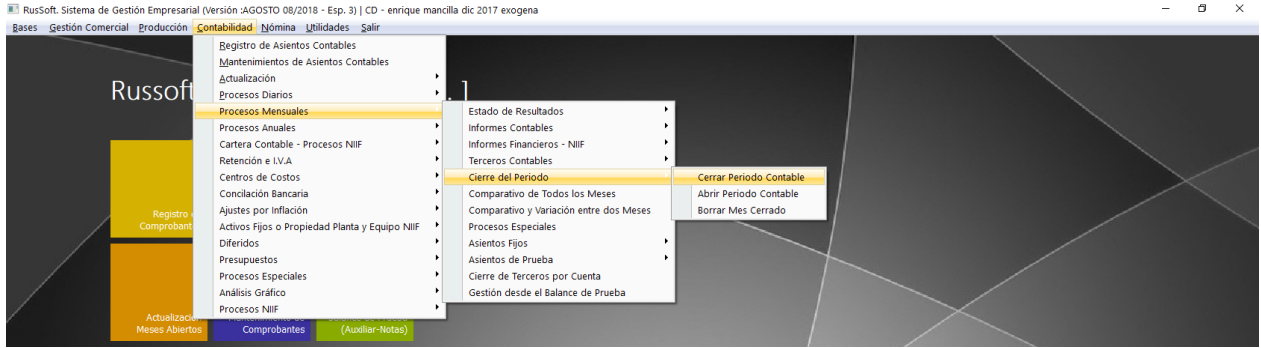 RusSoft. Sistema de Gestión Empresarial (Versión :AGOSTO 08/2018 - Esp. 3) | CD - enrique mancilla dic 2017 exogena
Bases Gestión Comercial Producción Contabilidad Nómina Utilidades Salir
Registro de Asientos Contables
Mantenimientos de Asientos Contables
Actualización
Procesos Diarios
Procesos Mensuales
Procesos Anuales
Cartera Contable - Procesos NIIF
Retención e I.V.A
Centros de Costos
Concilación Bancaria
Ajustes por Inflación
Activos Fijos o Propiedad Planta y Equipo NIIF
Diferidos
Presupuestos
Procesos Especiales
Análisis Gráfico
Procesos NIIF
Estado de Resultados
Informes Contables
Informes Financieros - NIIF
Terceros Contables
Cierre del Periodo
Comparativo de Todos los Meses
Comparativo y Variación entre dos Meses
Procesos Especiales
Asientos Fijos
Asientos de Prueba
Cierre de Terceros por Cuenta
Gestión desde el Balance de Prueba
Cerrar Periodo Contable
Abrir Periodo Contable
Borrar Mes Cerrado
Russoft
. ]
Registro
Comprobant
Actualizació
Meses Abiertos
Comprobantes
(Auxiliar-Notas)